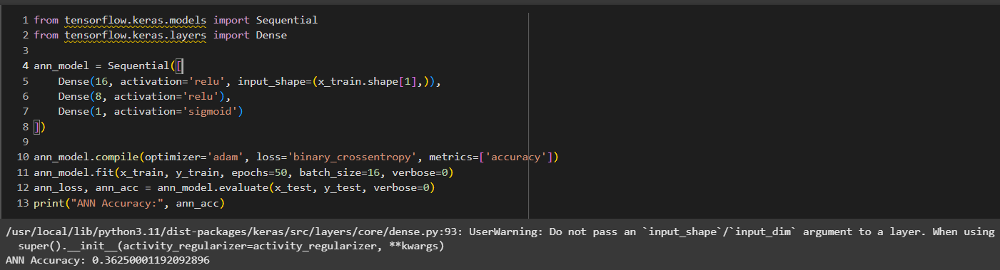 1 from tensorflow.keras.models import Sequential
2 from tensorflow.keras.layers import Dense
3
4 ann_model = Sequential([
5     Dense(16, activation='relu', input_shape=(x_train.shape[1],)),
6     Dense(8, activation='relu'),
7     Dense(1, activation='sigmoid')
8 ])
9
10 ann_model.compile(optimizer='adam', loss='binary_crossentropy', metrics=['accuracy'])
11 ann_model.fit(x_train, y_train, epochs=50, batch_size=16, verbose=0)
12 ann_loss, ann_acc = ann_model.evaluate(x_test, y_test, verbose=0)
13 print("ANN Accuracy:", ann_acc)
/usr/local/lib/python3.11/dist-packages/keras/src/layers/core/dense.py:93: UserWarning: Do not pass an `input_shape`/`input_dim` argument to a layer. When using
  super().__init__(activity_regularizer=activity_regularizer, **kwargs)
ANN Accuracy: 0.36250001192092896